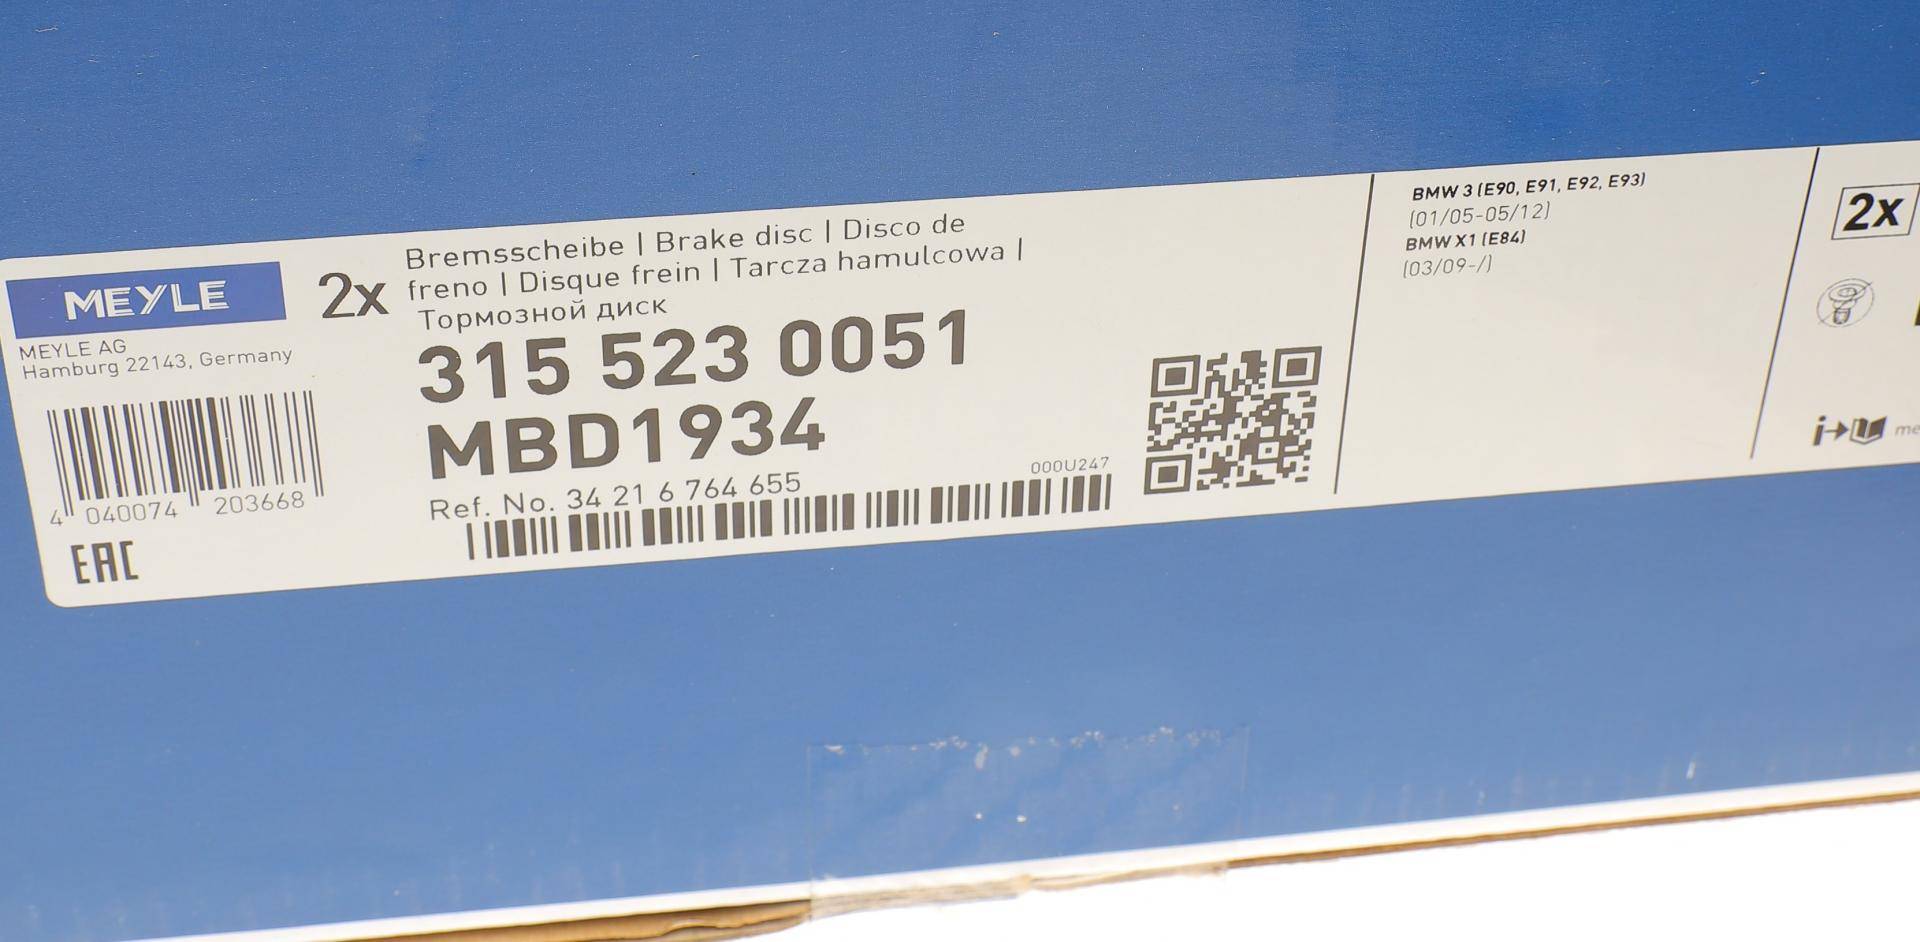 MEYLE
MEYLE AG
Hamburg 22143, Germany
4 040074 203668
EAC
2x
Bremsscheibe | Brake disc | Disco de
freno | Disque frein | Tarcza hamulcowa |
Тормозной диск
315 523 0051
MBD1934
Ref. No. 34 21 6 764 655
000U247
BMW 3 (E90, E91, E92, E93)
(01/05-05/12)
BMW X1 (E84)
(03/09-/)
2x
me